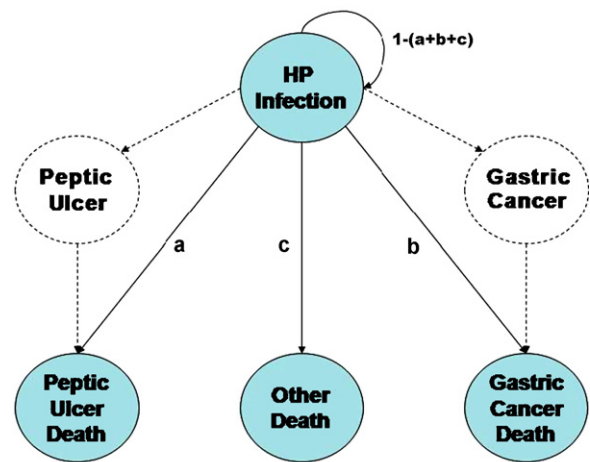 1-(a+b+c)
HP
Infection
Peptic
Ulcer
Gastric
Cancer
a
c
b
Peptic
Ulcer
Death
Other
Death
Gastric
Cancer
Death